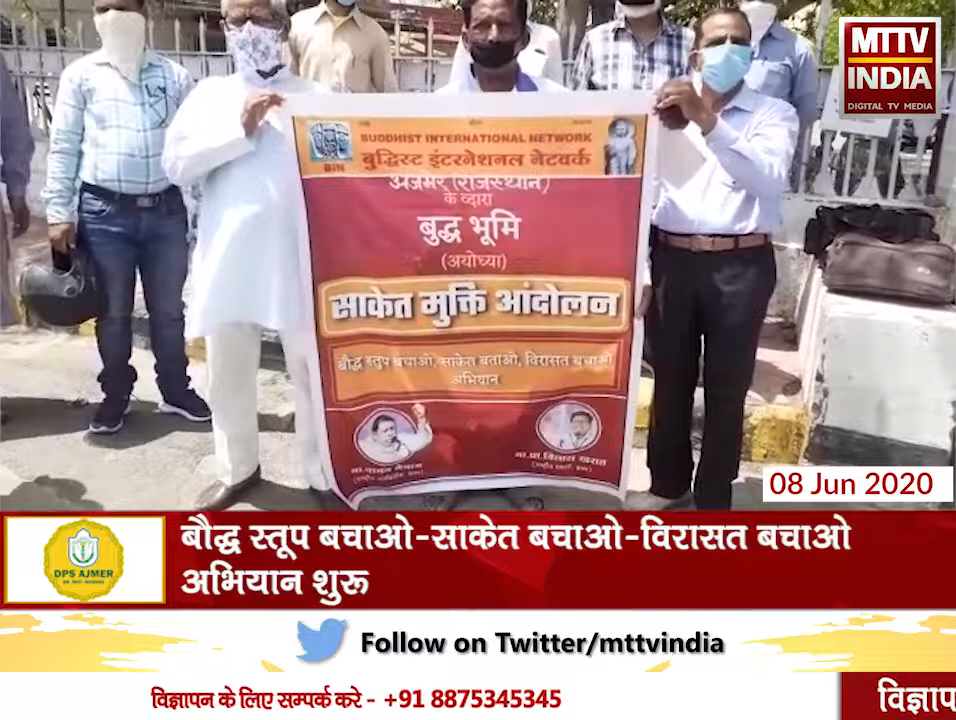 MTTV
INDIA
DIGITAL TV MEDIA
BUDDHIST INTERNATIONAL NETWORK
बुद्धिस्ट इंटरनेशनल नेटवर्क
BIN
अजमेर (राजस्थान)
के व्दारा
बुद्ध भूमि
(अयोध्या)
साकेत मुक्ति आंदोलन
बौद्ध स्तूप बचाओ, साकेत बताओ, विरासत बचाओ
अभियान
मा.प्रा.विलास खरात
08 Jun 2020
DPS AJMER
बौद्ध स्तूप बचाओ-साकेत बचाओ-विरासत बचाओ
अभियान शुरू
Follow on Twitter/mttvindia
विज्ञापन के लिए सम्पर्क करे - +91 8875345345
विज्ञाप